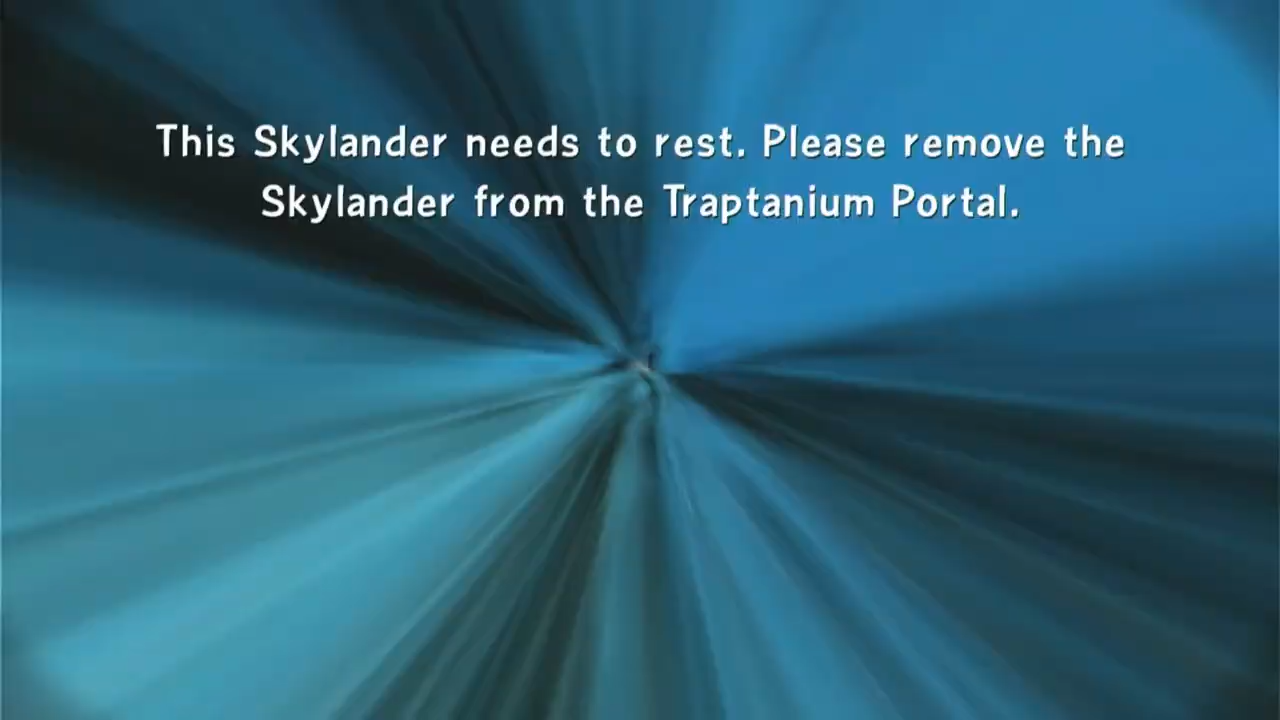 This Skylander needs to rest. Please remove the
Skylander from the Traptanium Portal.